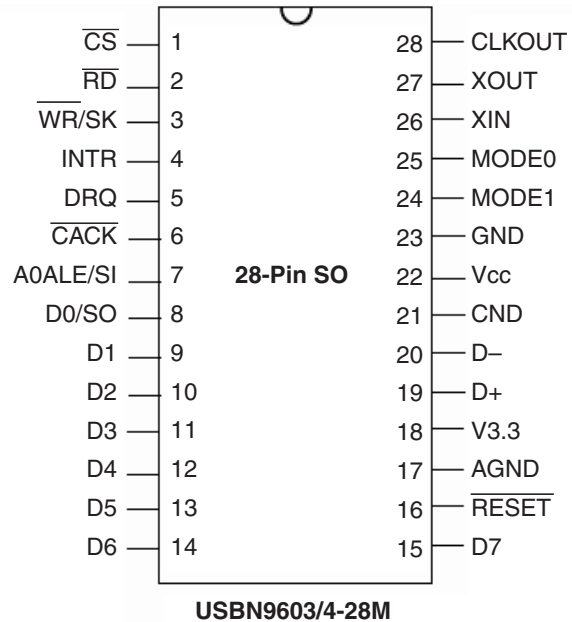 CS 1 28 CLKOUT
RD 2 27 XOUT
WR/SK 3 26 XIN
INTR 4 25 MODE0
DRQ 5 24 MODE1
CACK 6 23 GND
A0ALE/SI 7 28-Pin SO 22 Vcc
D0/SO 8 21 CND
D1 9 20 D–
D2 10 19 D+
D3 11 18 V3.3
D4 12 17 AGND
D5 13 16 RESET
D6 14 15 D7
USBN9603/4-28M